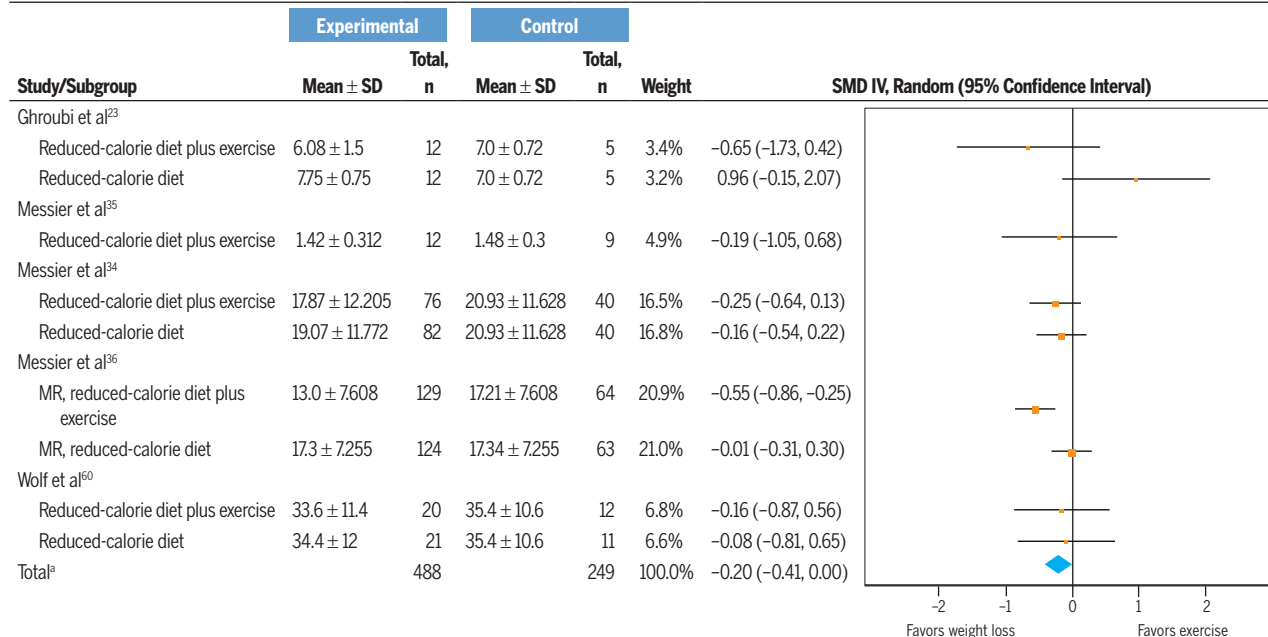 Experimental Control
Total, Total,
Study/Subgroup Mean ± SD n Mean ± SD n Weight SMD IV, Random (95% Confidence Interval)
Ghroubi et al²³
Reduced-calorie diet plus exercise 6.08 ± 1.5 12 7.0 ± 0.72 5 3.4% −0.65 (−1.73, 0.42)
Reduced-calorie diet 7.75 ± 0.75 12 7.0 ± 0.72 5 3.2% 0.96 (−0.15, 2.07)
Messier et al³⁵
Reduced-calorie diet plus exercise 1.42 ± 0.312 12 1.48 ± 0.3 9 4.9% −0.19 (−1.05, 0.68)
Messier et al³⁴
Reduced-calorie diet plus exercise 17.87 ± 12.205 76 20.93 ± 11.628 40 16.5% −0.25 (−0.64, 0.13)
Reduced-calorie diet 19.07 ± 11.772 82 20.93 ± 11.628 40 16.8% −0.16 (−0.54, 0.22)
Messier et al³⁶
MR, reduced-calorie diet plus 13.0 ± 7.608 129 17.21 ± 7.608 64 20.9% −0.55 (−0.86, −0.25)
exercise
MR, reduced-calorie diet 17.3 ± 7.255 124 17.34 ± 7.255 63 21.0% −0.01 (−0.31, 0.30)
Wolf et al⁶⁰
Reduced-calorie diet plus exercise 33.6 ± 11.4 20 35.4 ± 10.6 12 6.8% −0.16 (−0.87, 0.56)
Reduced-calorie diet 34.4 ± 12 21 35.4 ± 10.6 11 6.6% −0.08 (−0.81, 0.65)
Totalᵃ 488 249 100.0% −0.20 (−0.41, 0.00)
−2 −1 0 1 2
Favors weight loss Favors exercise